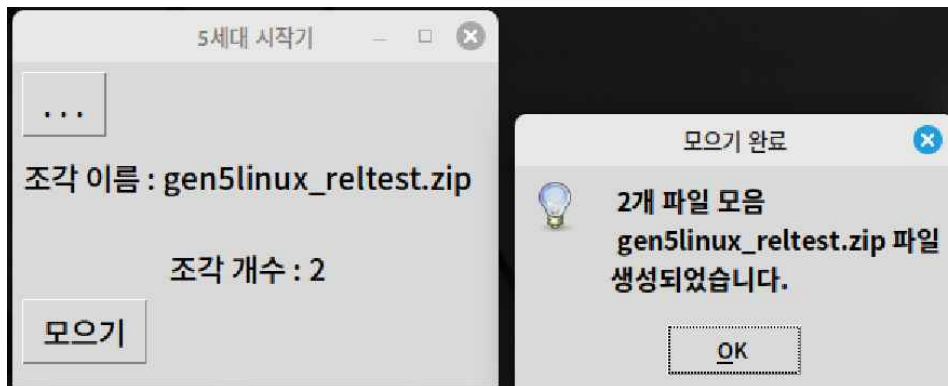 5세대 시작기
...
조각 이름 : gen5linux_reltest.zip
조각 개수 : 2
모으기
모으기 완료
2개 파일 모음
gen5linux_reltest.zip 파일
생성되었습니다.
OK